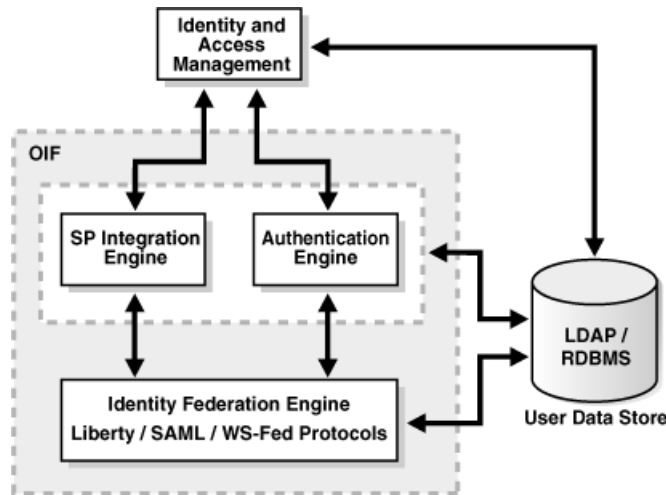 Identity and
Access
Management
OIF
SP Integration
Engine
Authentication
Engine
LDAP /
RDBMS
User Data Store
Identity Federation Engine
Liberty / SAML / WS-Fed Protocols